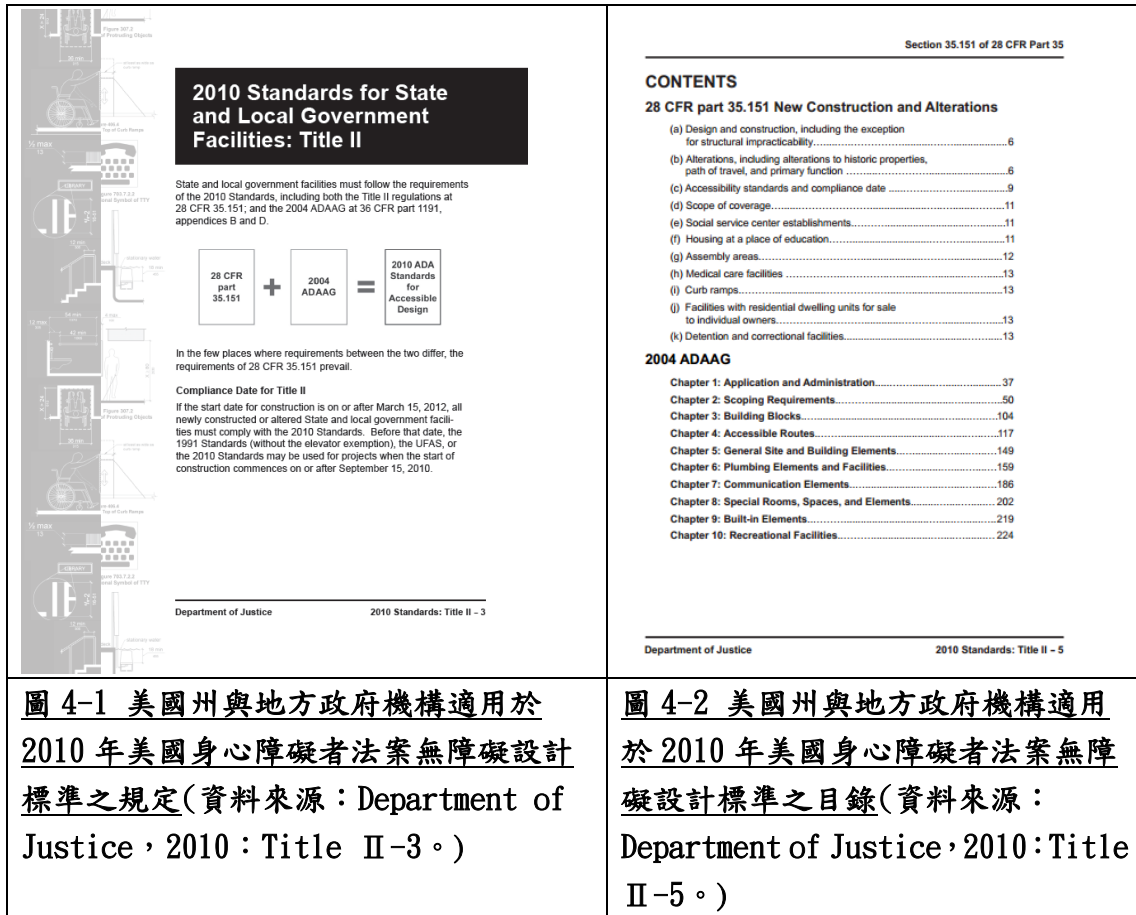 Figure 307.2
of Protruding Objects
Top of Curb Ramps
2010 Standards for State
and Local Government
Facilities: Title II
State and local government facilities must follow the requirements
of the 2010 Standards, including both the Title II regulations at
28 CFR 35.151; and the 2004 ADAAG at 36 CFR part 1191,
appendices B and D.
28 CFR
part
35.151
+
2004
ADAAG
=
2010 ADA
Standards
for
Accessible
Design
In the few places where requirements between the two differ, the
requirements of 28 CFR 35.151 prevail.
Compliance Date for Title II
If the start date for construction is on or after March 15, 2012, all
newly constructed or altered State and local government facili-
ties must comply with the 2010 Standards. Before that date, the
1991 Standards (without the elevator exemption), the UFAS, or
the 2010 Standards may be used for projects when the start of
construction commences on or after September 15, 2010.
Department of Justice 2010 Standards: Title II – 3
Section 35.151 of 28 CFR Part 35
CONTENTS
28 CFR part 35.151 New Construction and Alterations
(a) Design and construction, including the exception
for structural impracticability.....6
(b) Alterations, including alterations to historic properties,
path of travel, and primary function .....6
(c) Accessibility standards and compliance date .....9
(d) Scope of coverage.....11
(e) Social service center establishments.....11
(f) Housing at a place of education.....11
(g) Assembly areas.....12
(h) Medical care facilities .....13
(i) Curb ramps.....13
(j) Facilities with residential dwelling units for sale
to individual owners.....13
(k) Detention and correctional facilities.....13
2004 ADAAG
Chapter 1: Application and Administration.....37
Chapter 2: Scoping Requirements.....50
Chapter 3: Building Blocks.....104
Chapter 4: Accessible Routes.....117
Chapter 5: General Site and Building Elements.....149
Chapter 6: Plumbing Elements and Facilities.....159
Chapter 7: Communication Elements.....186
Chapter 8: Special Rooms, Spaces, and Elements.....202
Chapter 9: Built-in Elements.....219
Chapter 10: Recreational Facilities.....224
Department of Justice 2010 Standards: Title II – 5
圖 4-1 美國州與地方政府機構適用於
2010 年美國身心障礙者法案無障礙設計
標準之規定(資料來源：Department of
Justice，2010：Title Ⅱ-3。)
圖 4-2 美國州與地方政府機構適用
於 2010 年美國身心障礙者法案無障
礙設計標準之目錄(資料來源：
Department of Justice，2010：Title
Ⅱ-5。)